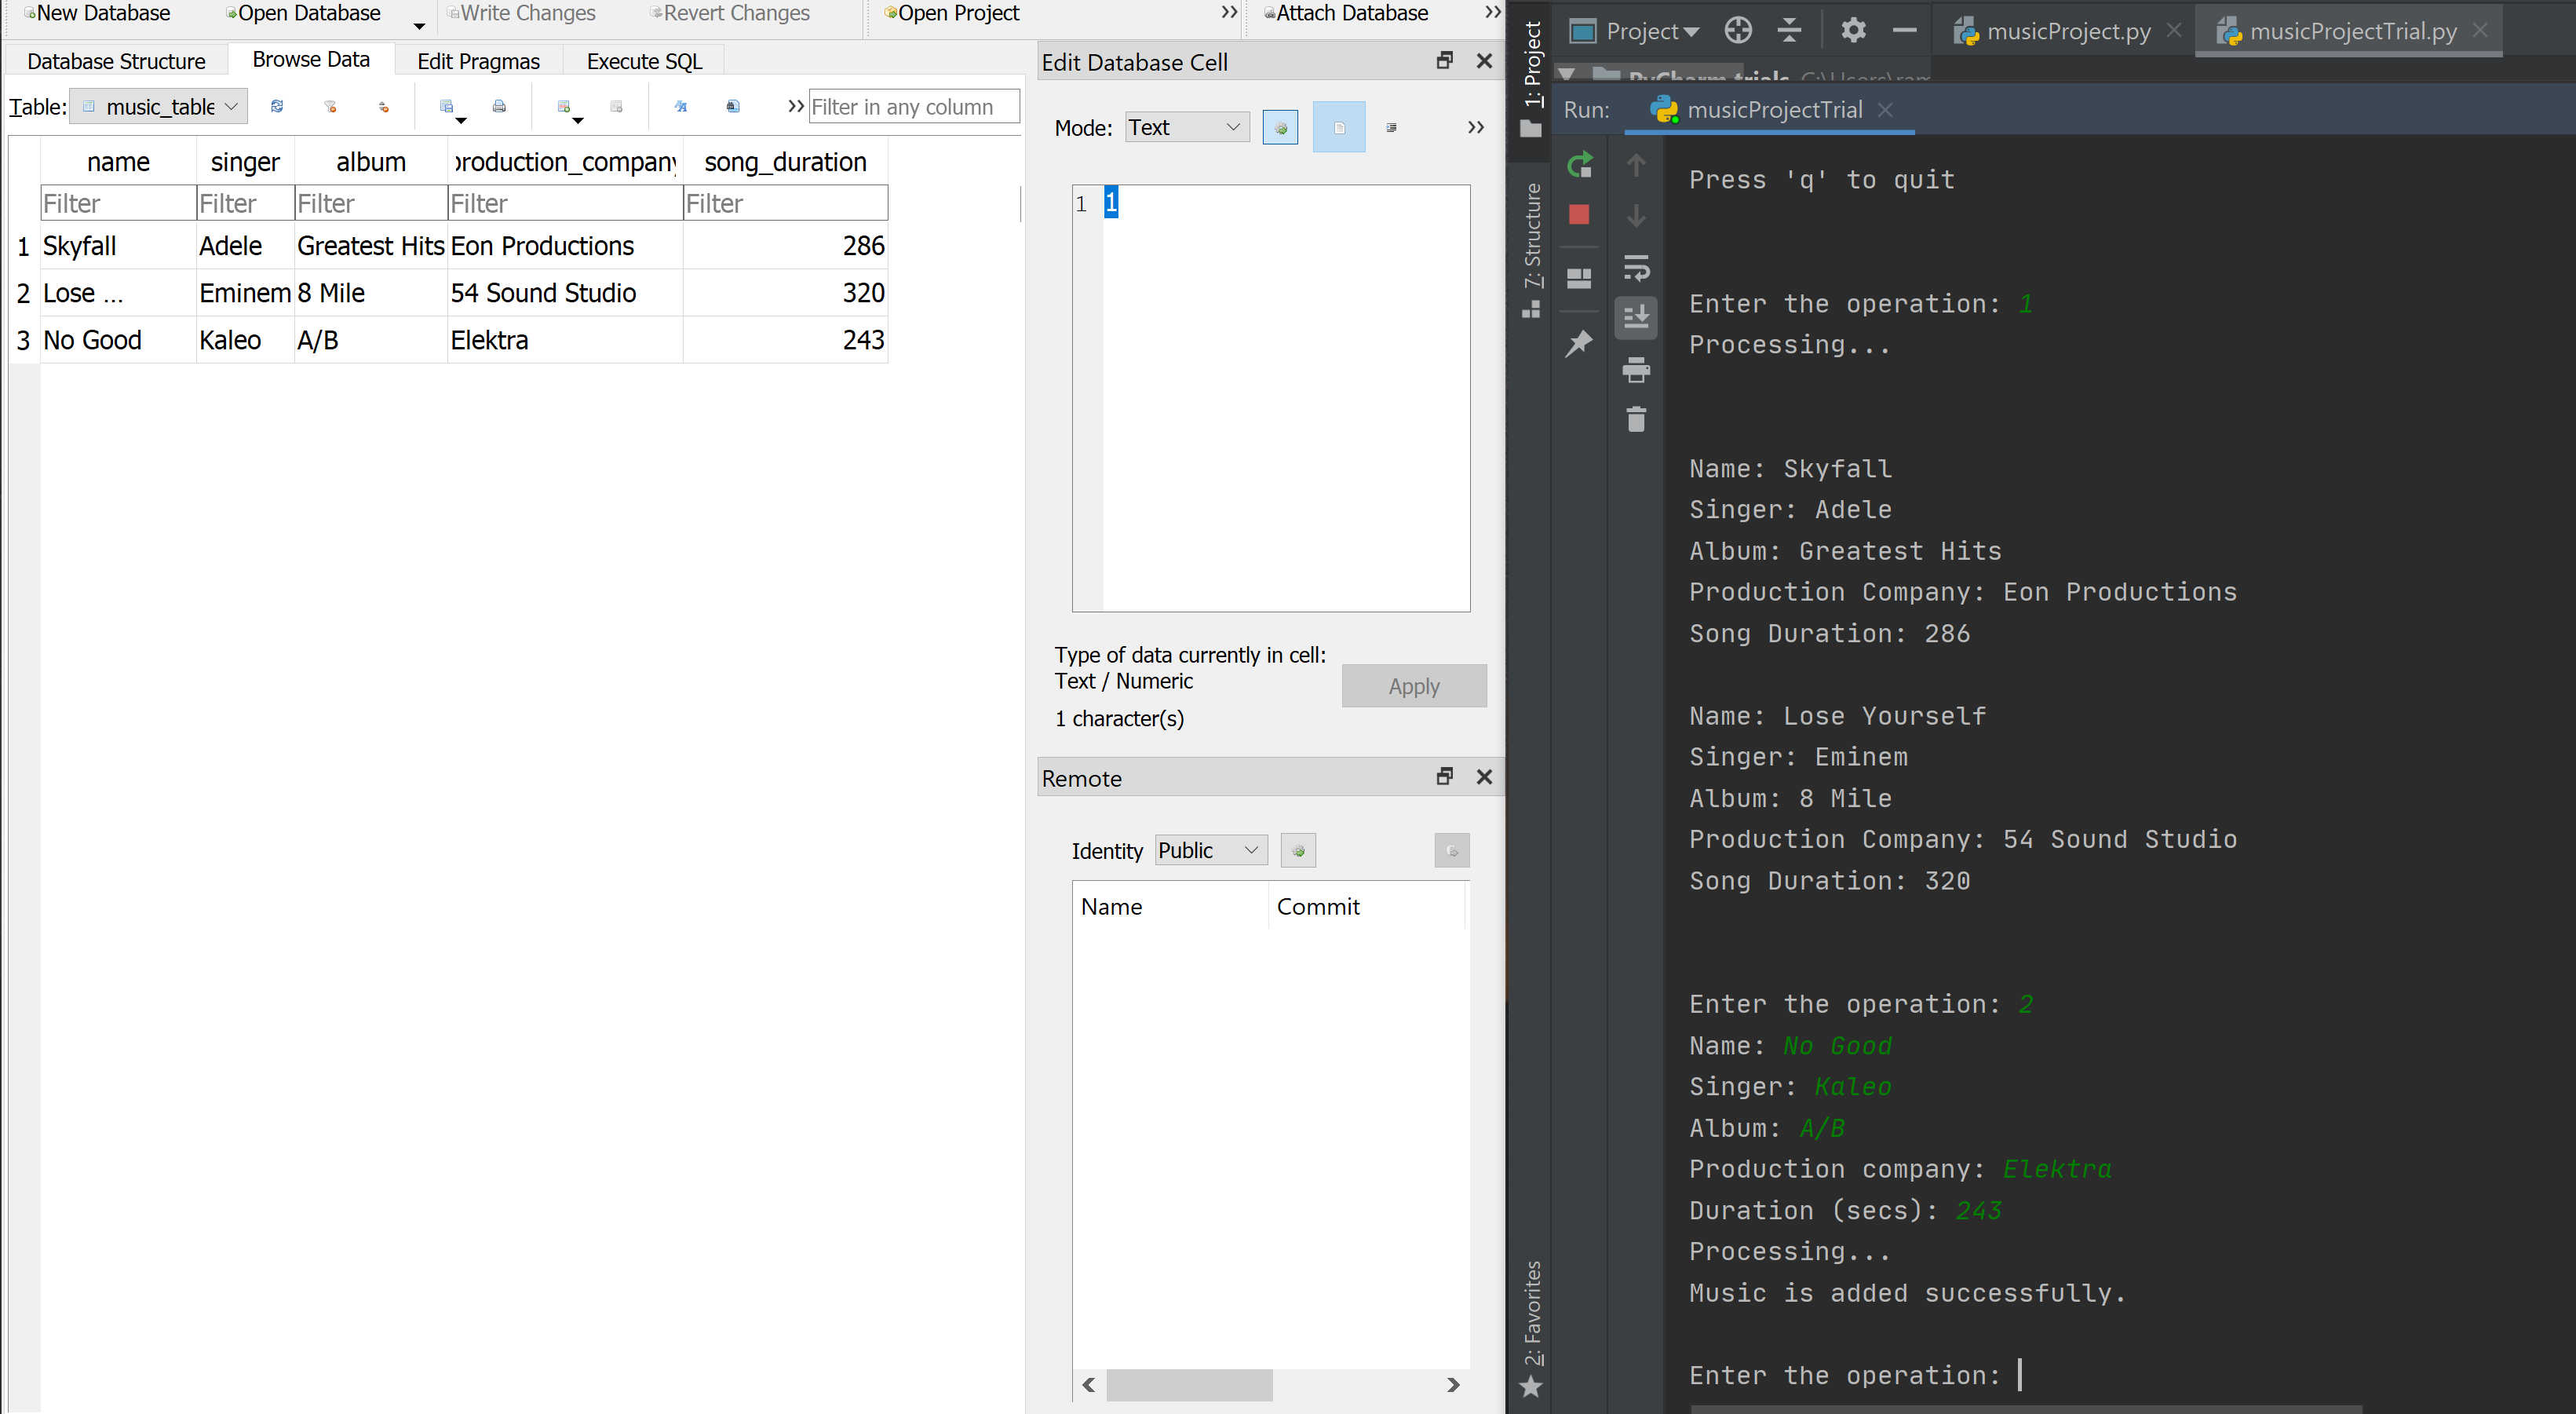 New Database Open Database Write Changes Revert Changes Open Project » Attach Database »
Database Structure Browse Data Edit Pragmas Execute SQL
Table: music_table » Filter in any column
name singer album production_company song_duration
Filter Filter Filter Filter Filter
1 Skyfall Adele Greatest Hits Eon Productions 286
2 Lose ... Eminem 8 Mile 54 Sound Studio 320
3 No Good Kaleo A/B Elektra 243
Edit Database Cell
Mode: Text »
1 1
Type of data currently in cell:
Text / Numeric
1 character(s)
Apply
Remote
Identity Public
Name Commit
1: Project
7: Structure
2: Favorites
Project musicProject.py musicProjectTrial.py
PyCharm trials C:\Users\ram
Run: musicProjectTrial
Press 'q' to quit
Enter the operation: 1
Processing...
Name: Skyfall
Singer: Adele
Album: Greatest Hits
Production Company: Eon Productions
Song Duration: 286
Name: Lose Yourself
Singer: Eminem
Album: 8 Mile
Production Company: 54 Sound Studio
Song Duration: 320
Enter the operation: 2
Name: No Good
Singer: Kaleo
Album: A/B
Production company: Elektra
Duration (secs): 243
Processing...
Music is added successfully.
Enter the operation: